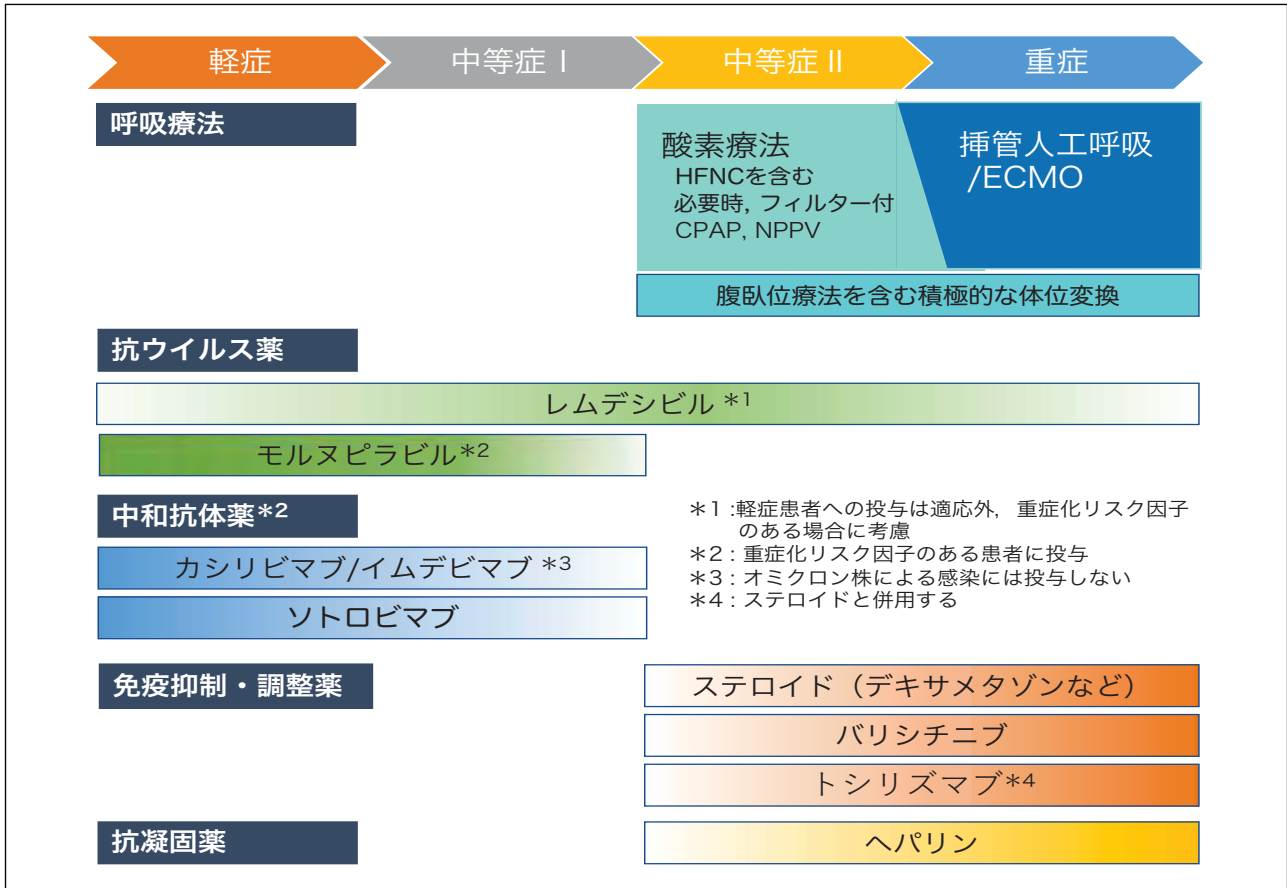 軽症
中等症 Ⅰ
中等症 Ⅱ
重症
呼吸療法
酸素療法
HFNCを含む
必要時, フィルター付
CPAP, NPPV
挿管人工呼吸
/ECMO
腹臥位療法を含む積極的な体位変換
抗ウイルス薬
レムデシビル *1
モルヌピラビル*2
中和抗体薬*2
カシリビマブ/イムデビマブ *3
ソトロビマブ
*1 :軽症患者への投与は適応外, 重症化リスク因子
のある場合に考慮
*2 : 重症化リスク因子のある患者に投与
*3 : オミクロン株による感染には投与しない
*4 : ステロイドと併用する
免疫抑制・調整薬
ステロイド（デキサメタゾンなど）
バリシチニブ
トシリズマブ*4
抗凝固薬
ヘパリン